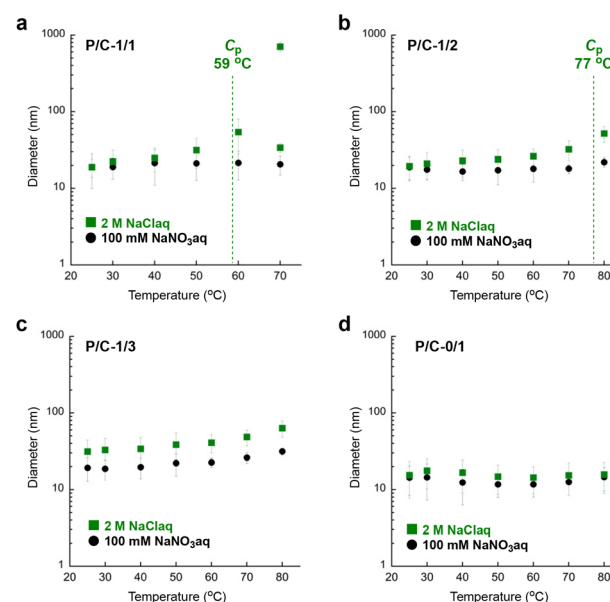 a
P/C-1/1
Cp
59 °C
1000
100
10
1
Diameter (nm)
2 M NaClaq
100 mM NaNO3aq
20 30 40 50 60 70
Temperature (°C)
b
P/C-1/2
Cp
77 °C
1000
100
10
1
Diameter (nm)
2 M NaClaq
100 mM NaNO3aq
20 30 40 50 60 70 80
Temperature (°C)
c
P/C-1/3
1000
100
10
1
Diameter (nm)
2 M NaClaq
100 mM NaNO3aq
20 30 40 50 60 70 80
Temperature (°C)
d
P/C-0/1
1000
100
10
1
Diameter (nm)
2 M NaClaq
100 mM NaNO3aq
20 30 40 50 60 70 80
Temperature (°C)